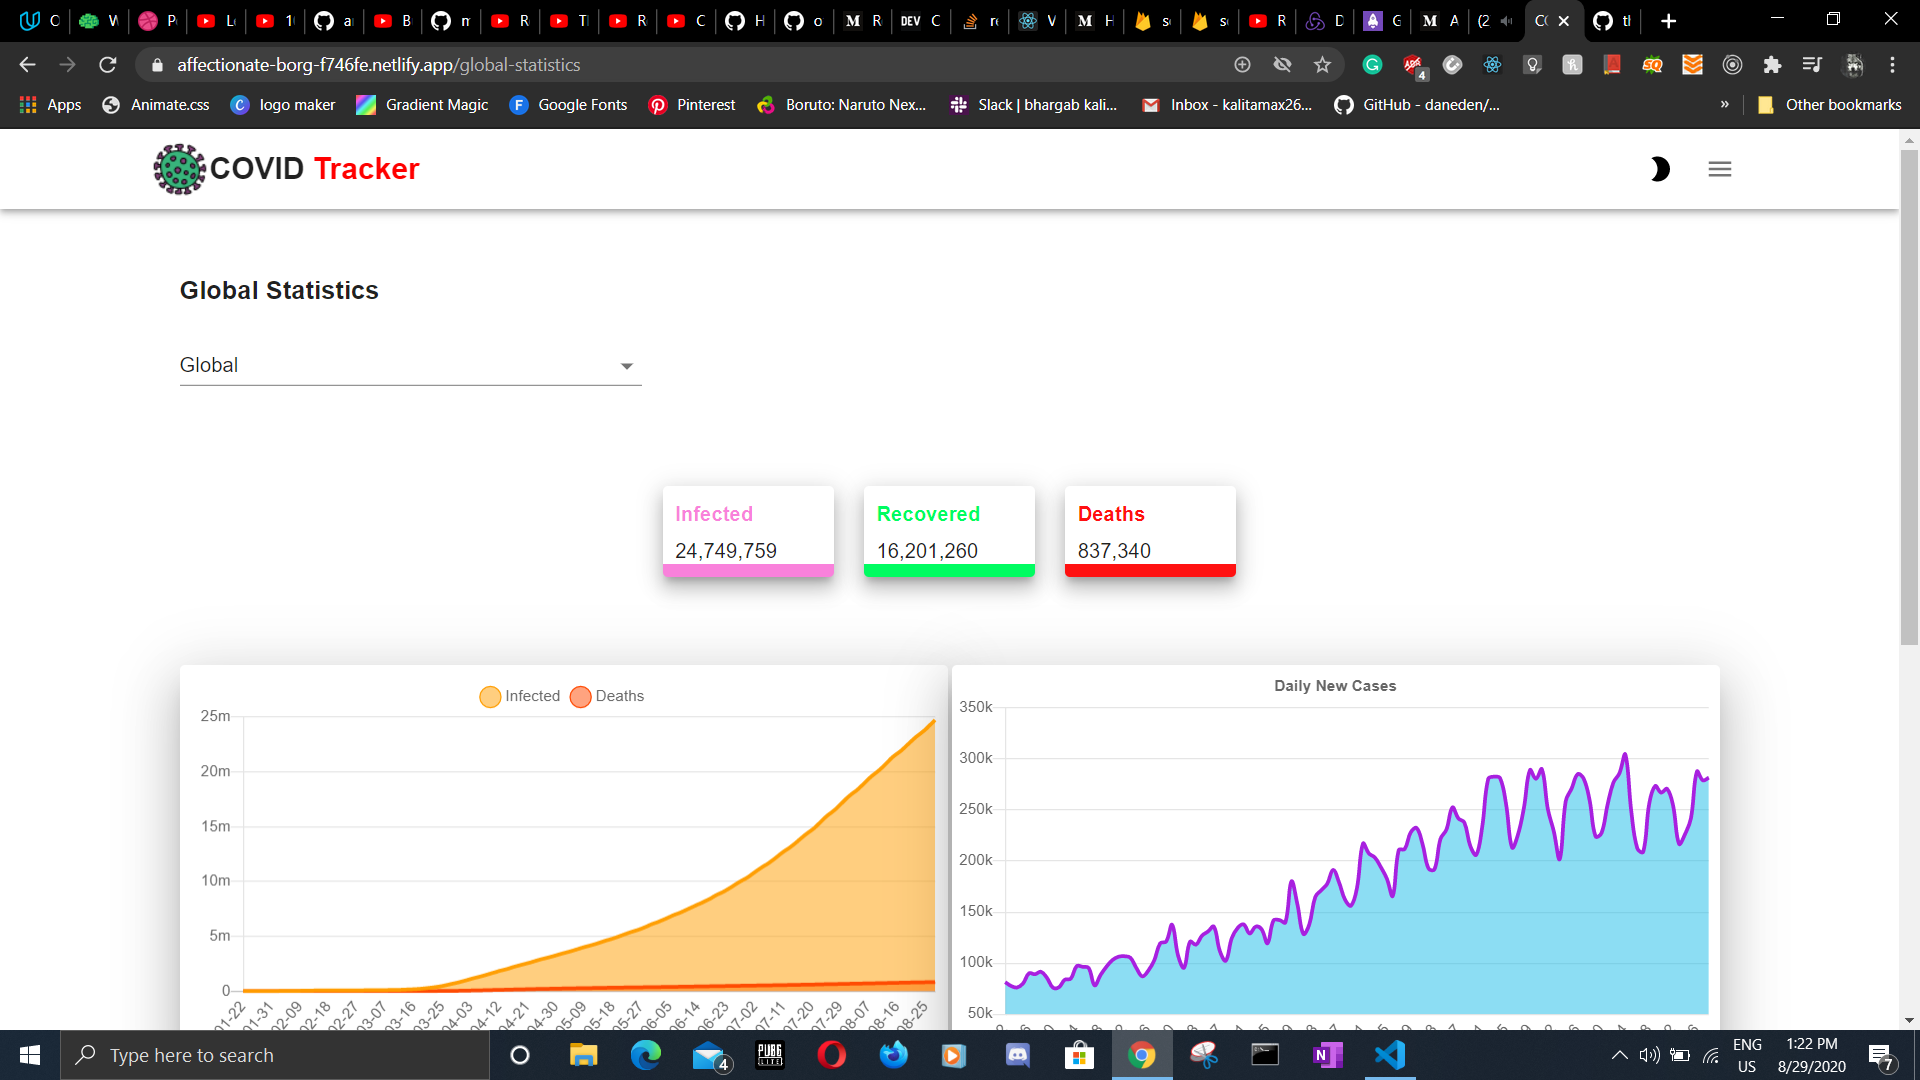 affectionate-borg-f746fe.netlify.app/global-statistics
4
Apps
Animate.css
logo maker
Gradient Magic
Google Fonts
Pinterest
Boruto: Naruto Nex...
Slack | bhargab kali...
Inbox - kalitamax26...
GitHub - daneden/...
»
Other bookmarks
COVID Tracker
Global Statistics
Global
Infected
24,749,759
Recovered
16,201,260
Deaths
837,340
Infected
Deaths
25m
20m
15m
10m
5m
0
01-22
01-31
02-09
02-18
02-27
03-07
03-16
03-25
04-03
04-12
04-21
04-30
05-09
05-18
05-27
06-05
06-14
06-23
07-02
07-11
07-20
07-29
08-07
08-16
08-25
Daily New Cases
350k
300k
250k
200k
150k
100k
50k
Type here to search
4
PUBG
LITE
ENG
US
1:22 PM
8/29/2020
7